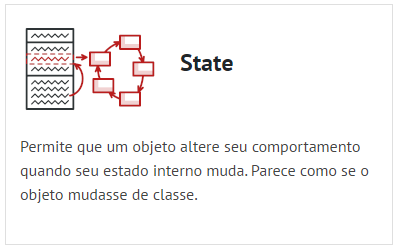 State
Permite que um objeto altere seu comportamento
quando seu estado interno muda. Parece como se o
objeto mudasse de classe.